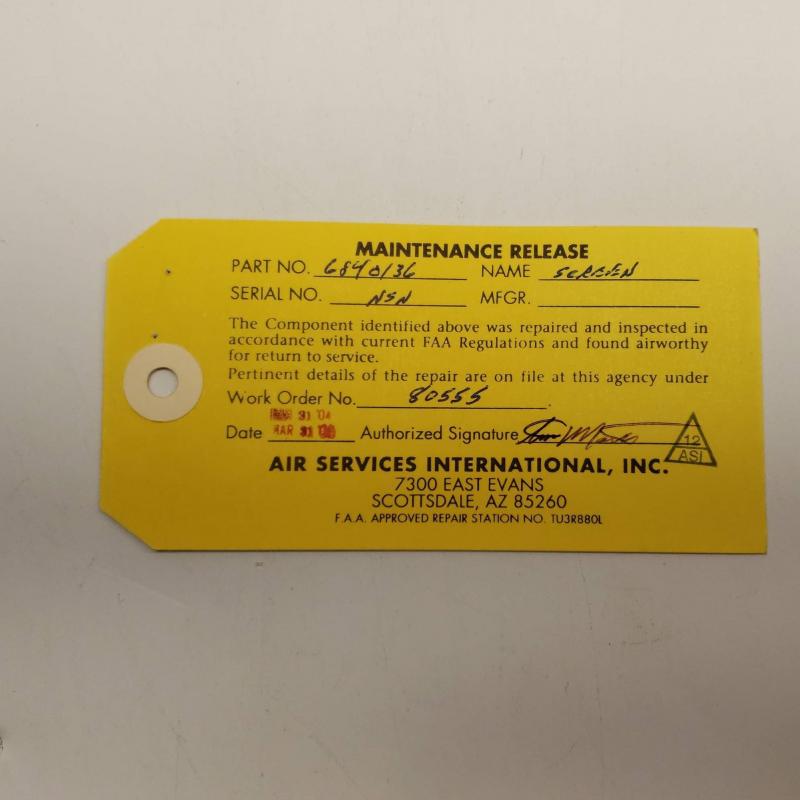 MAINTENANCE RELEASE
PART NO. 6840136 NAME SCREEN
SERIAL NO. NSN MFGR.
The Component identified above was repaired and inspected in
accordance with current FAA Regulations and found airworthy
for return to service.
Pertinent details of the repair are on file at this agency under
Work Order No. 80555.
MAR 31 '04
Date MAR 31 Authorized Signature
12
ASI
AIR SERVICES INTERNATIONAL, INC.
7300 EAST EVANS
SCOTTSDALE, AZ 85260
F.A.A. APPROVED REPAIR STATION NO. TU3R880L